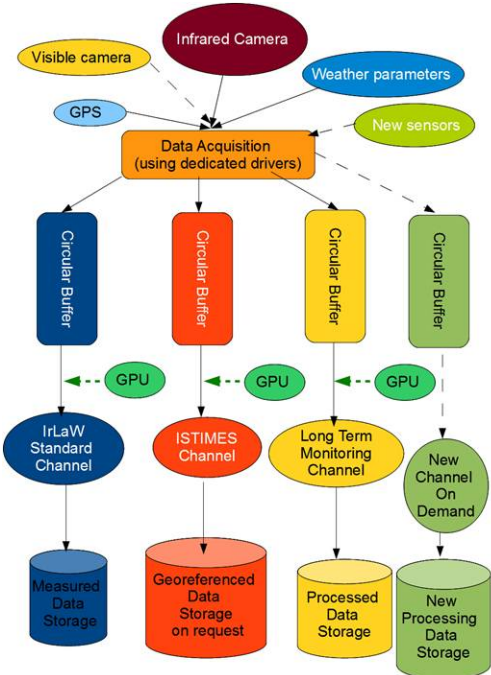 Infrared Camera
Visible camera
Weather parameters
GPS
New sensors
Data Acquisition
(using dedicated drivers)
Circular Buffer
Circular Buffer
Circular Buffer
Circular Buffer
GPU
GPU
GPU
IrLaW
Standard
Channel
ISTIMES
Channel
Long Term
Monitoring
Channel
New
Channel
On
Demand
Measured
Data
Storage
Georeferenced
Data
Storage
on request
Processed
Data
Storage
New
Processing
Data
Storage